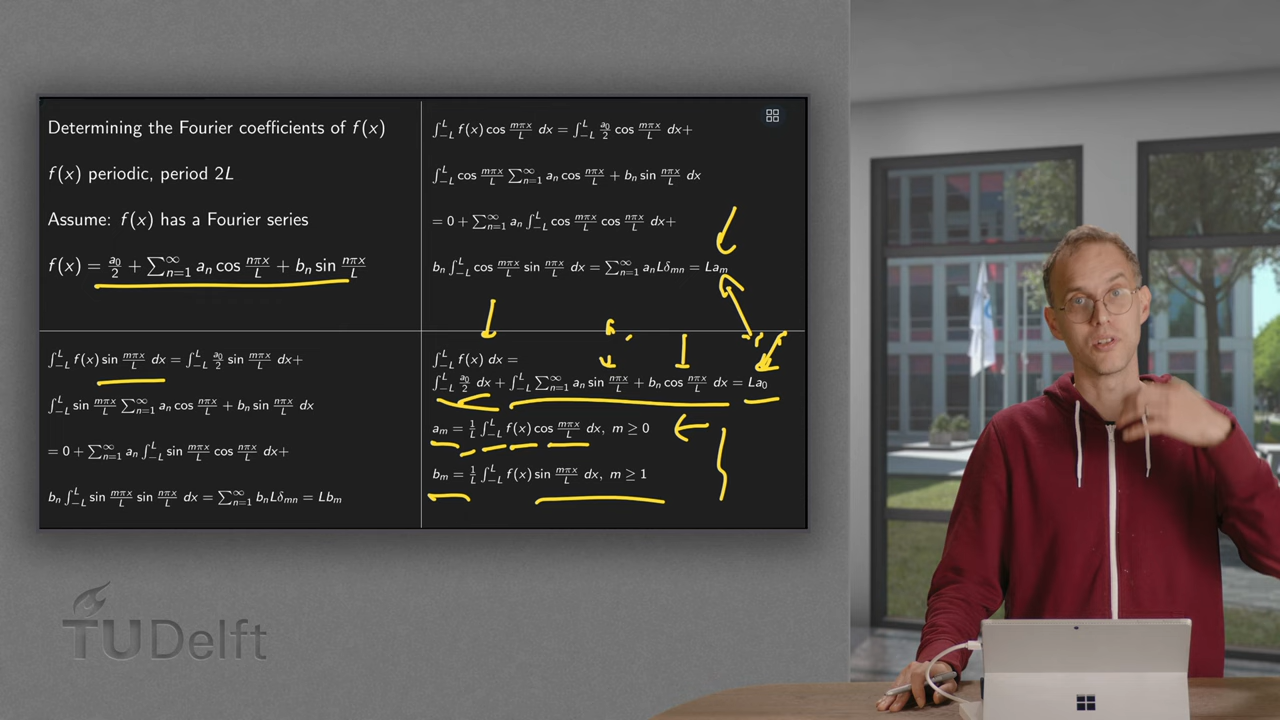 Determining the Fourier coefficients of f(x)
f(x) periodic, period 2L
Assume: f(x) has a Fourier series
f(x) = a₀/2 + ∑_{n=1}^∞ aₙ cos nπx/L + bₙ sin nπx/L
∫_{-L}^L f(x) cos mπx/L dx = ∫_{-L}^L a₀/2 cos mπx/L dx+
∫_{-L}^L cos mπx/L ∑_{n=1}^∞ aₙ cos nπx/L + bₙ sin nπx/L dx
= 0 + ∑_{n=1}^∞ aₙ ∫_{-L}^L cos mπx/L cos nπx/L dx+
bₙ ∫_{-L}^L cos mπx/L sin nπx/L dx = ∑_{n=1}^∞ aₙLδₘₙ = Laₘ
∫_{-L}^L f(x) sin mπx/L dx = ∫_{-L}^L a₀/2 sin mπx/L dx+
∫_{-L}^L sin mπx/L ∑_{n=1}^∞ aₙ cos nπx/L + bₙ sin nπx/L dx
= 0 + ∑_{n=1}^∞ aₙ ∫_{-L}^L sin mπx/L cos nπx/L dx+
bₙ ∫_{-L}^L sin mπx/L sin nπx/L dx = ∑_{n=1}^∞ bₙLδₘₙ = Lbₘ
∫_{-L}^L f(x) dx =
∫_{-L}^L a₀/2 dx + ∫_{-L}^L ∑_{n=1}^∞ aₙ sin nπx/L + bₙ cos nπx/L dx = La₀
aₘ = 1/L ∫_{-L}^L f(x) cos mπx/L dx, m ≥ 0
bₘ = 1/L ∫_{-L}^L f(x) sin mπx/L dx, m ≥ 1
TUDelft